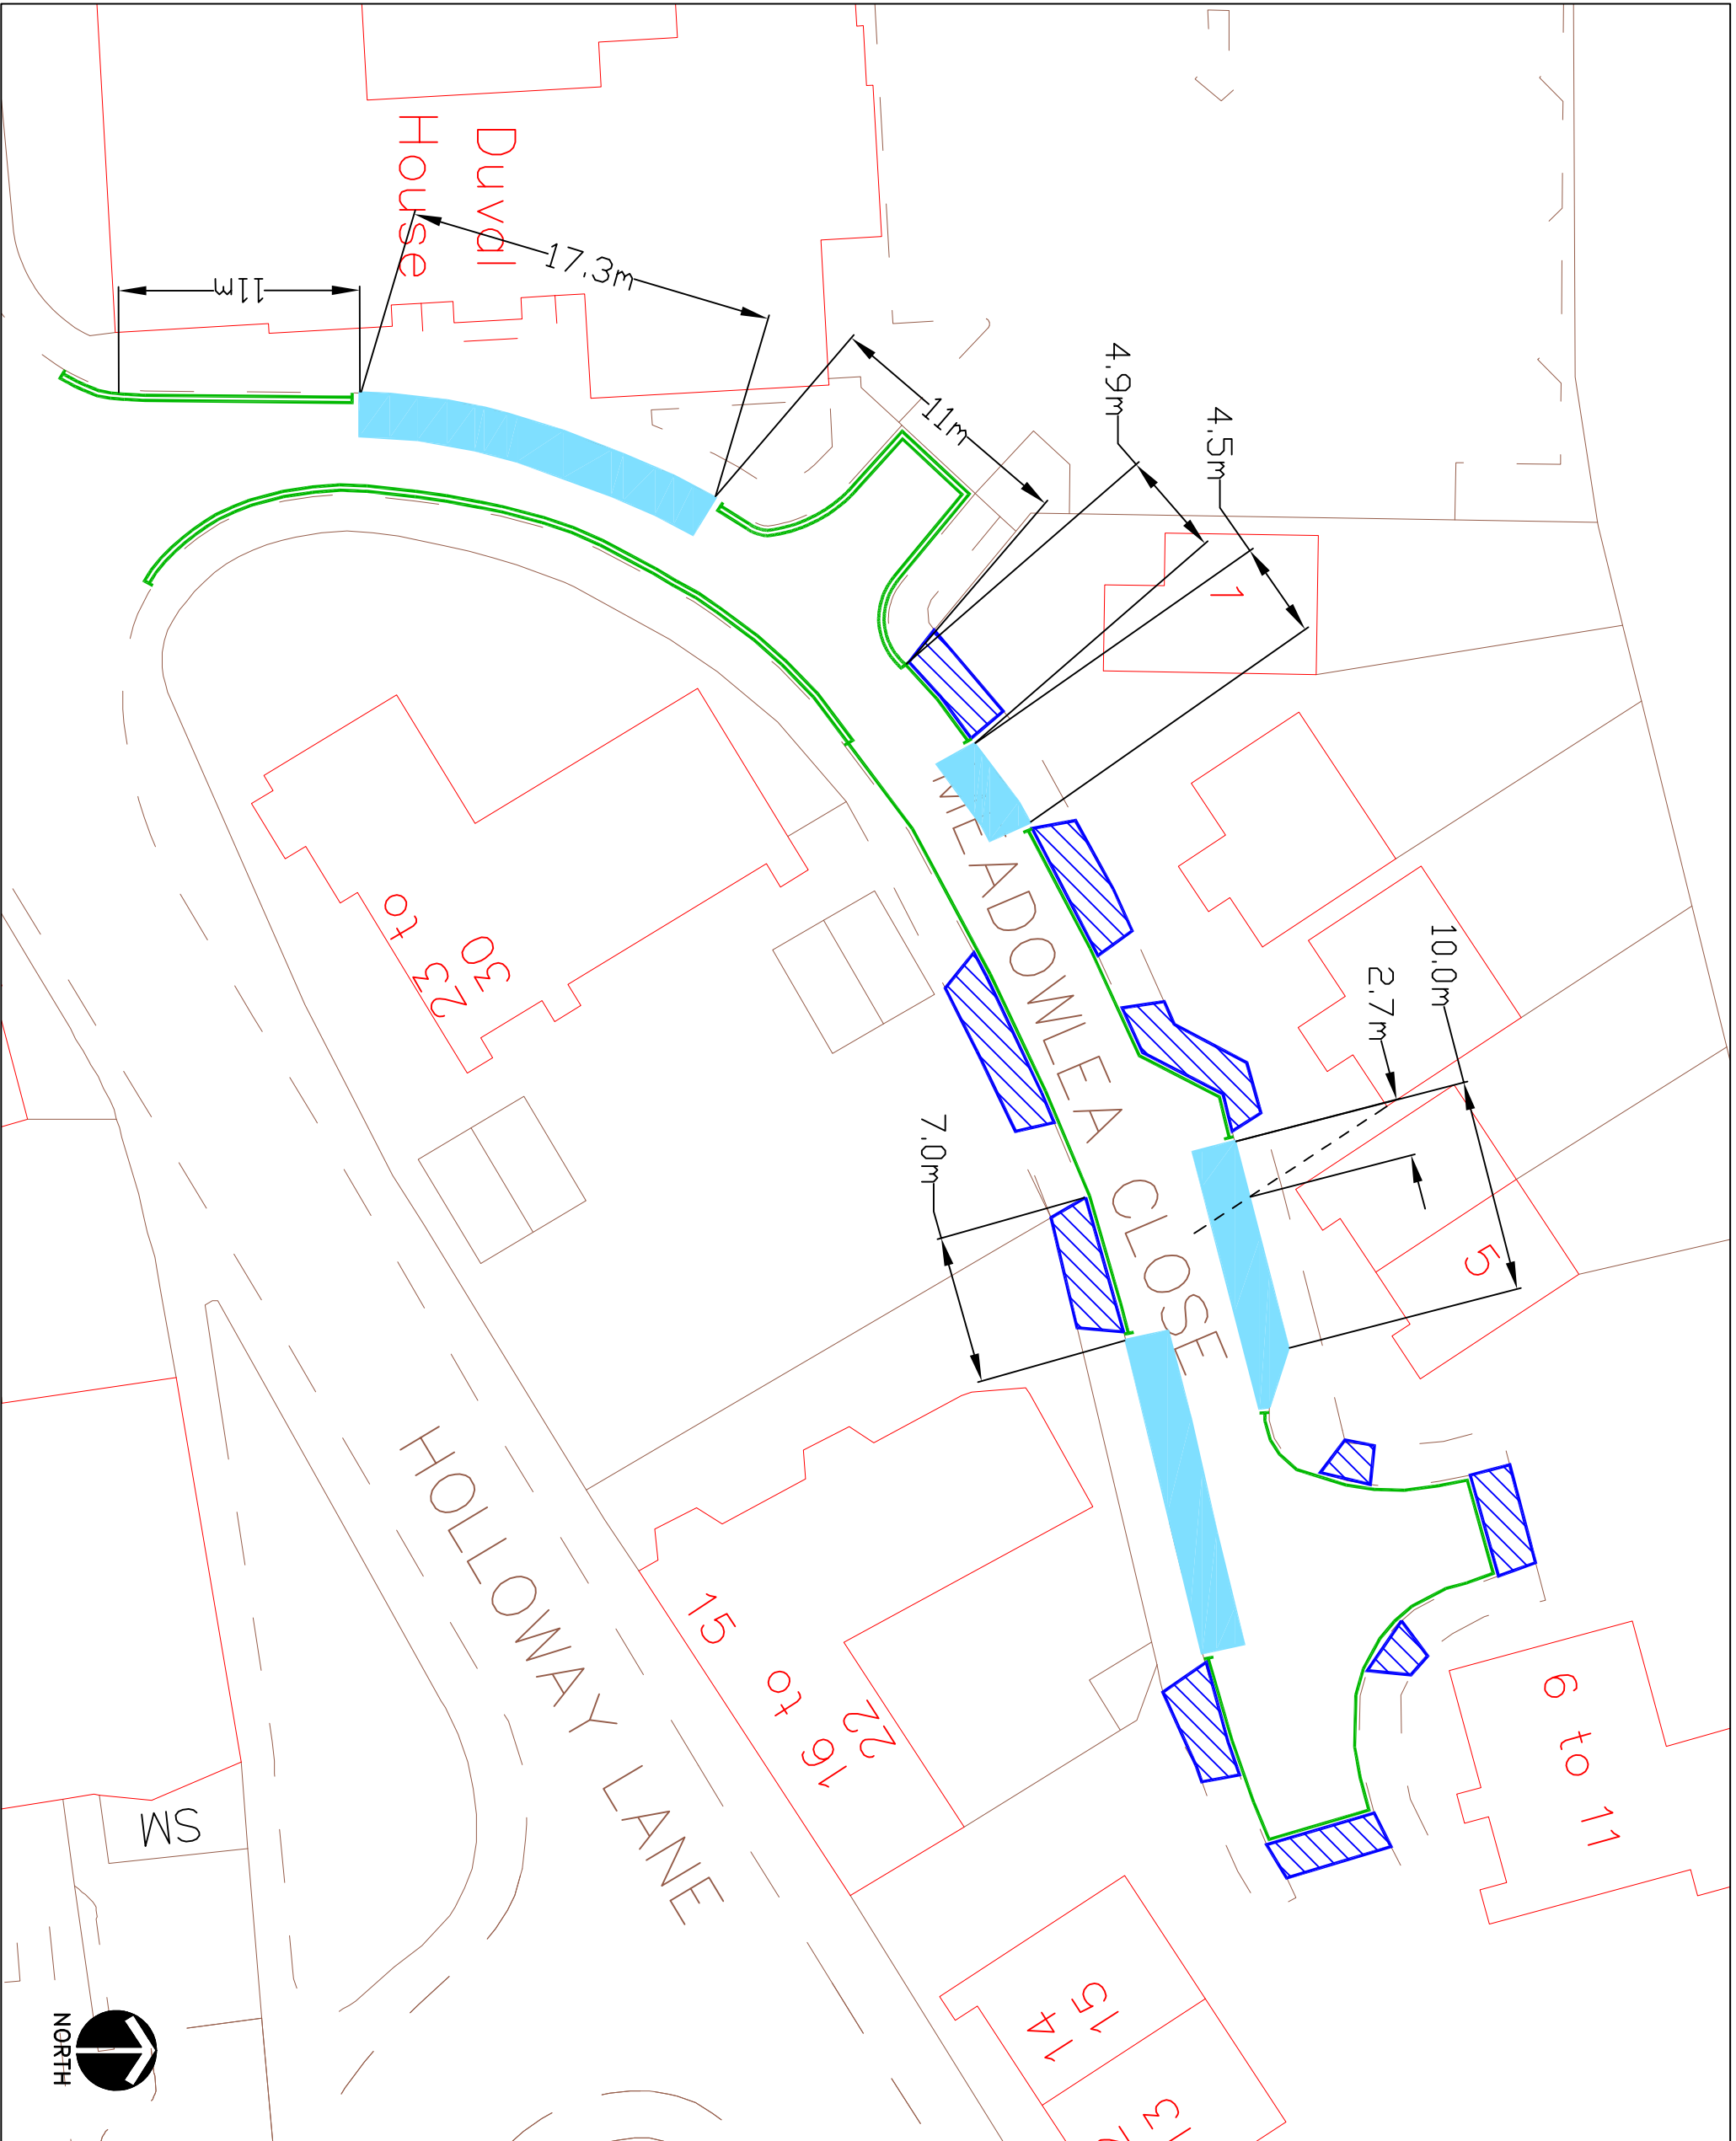 Duval
House
17.3m
11m
11m
4.9m
4.5m
1
10.0m
2.7m
5
MEADOWLEA CLOSE
7.0m
23
to
30
HOLLOWAY LANE
15 to
16
22
6 to 11
SM
15
14
NORTH